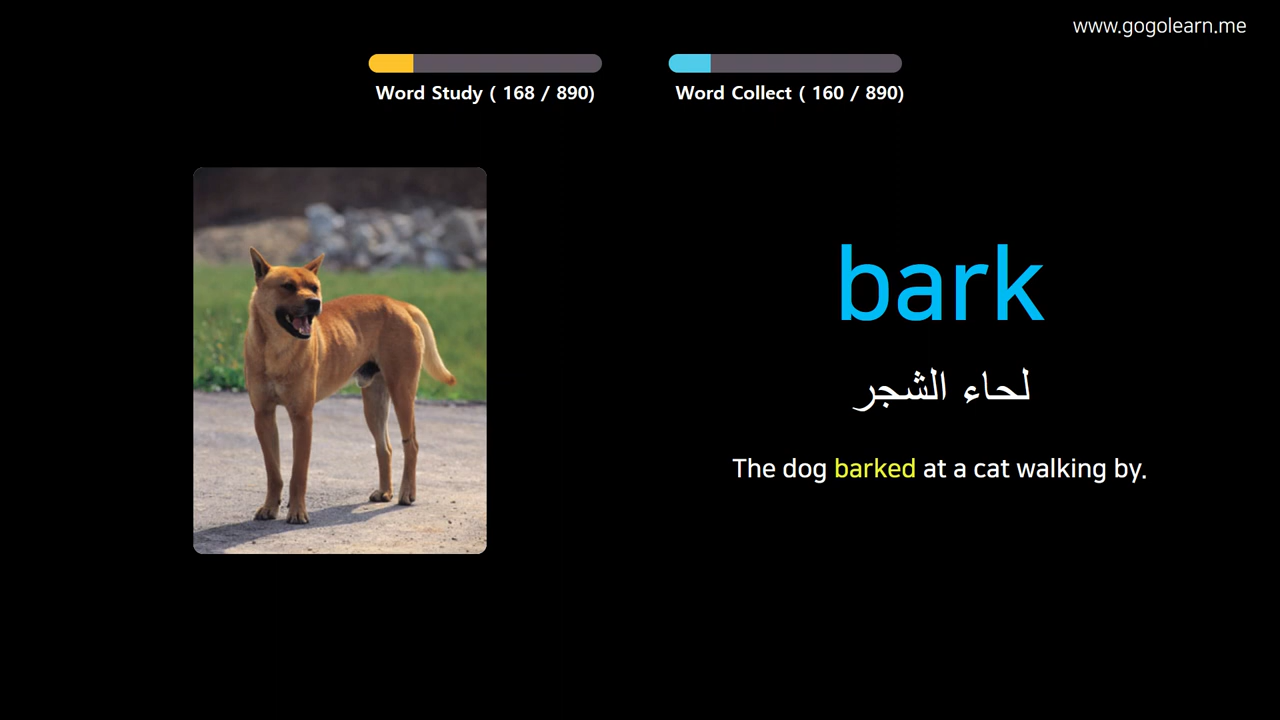 www.gogolearn.me
Word Study ( 168 / 890)
Word Collect ( 160 / 890)
bark
لحاء الشجر
The dog barked at a cat walking by.